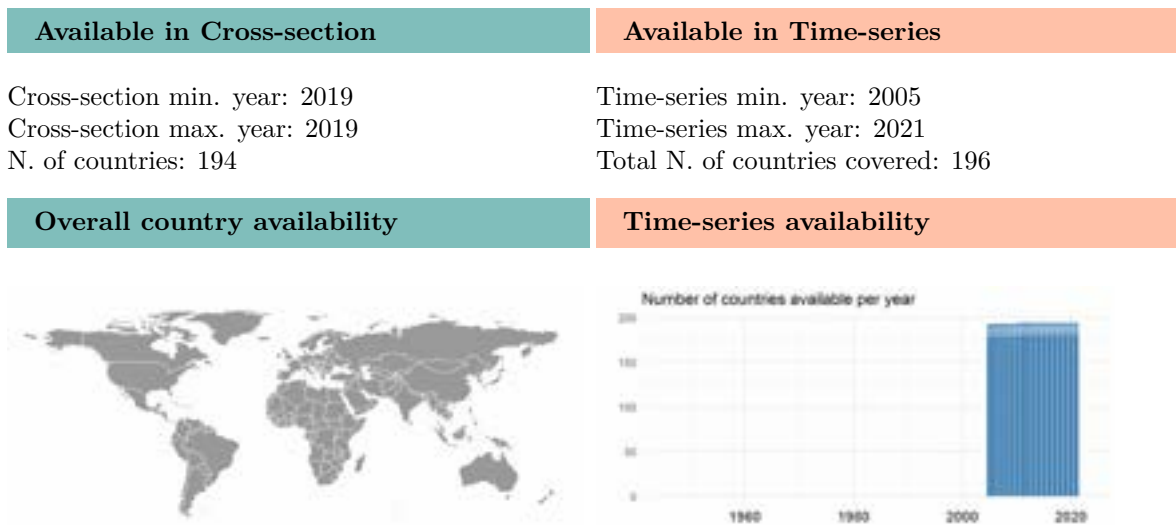 Available in Cross-section
Available in Time-series
Cross-section min. year: 2019
Cross-section max. year: 2019
N. of countries: 194
Time-series min. year: 2005
Time-series max. year: 2021
Total N. of countries covered: 196
Overall country availability
Time-series availability
Number of countries available per year
200
150
100
50
0
1960
1980
2000
2020